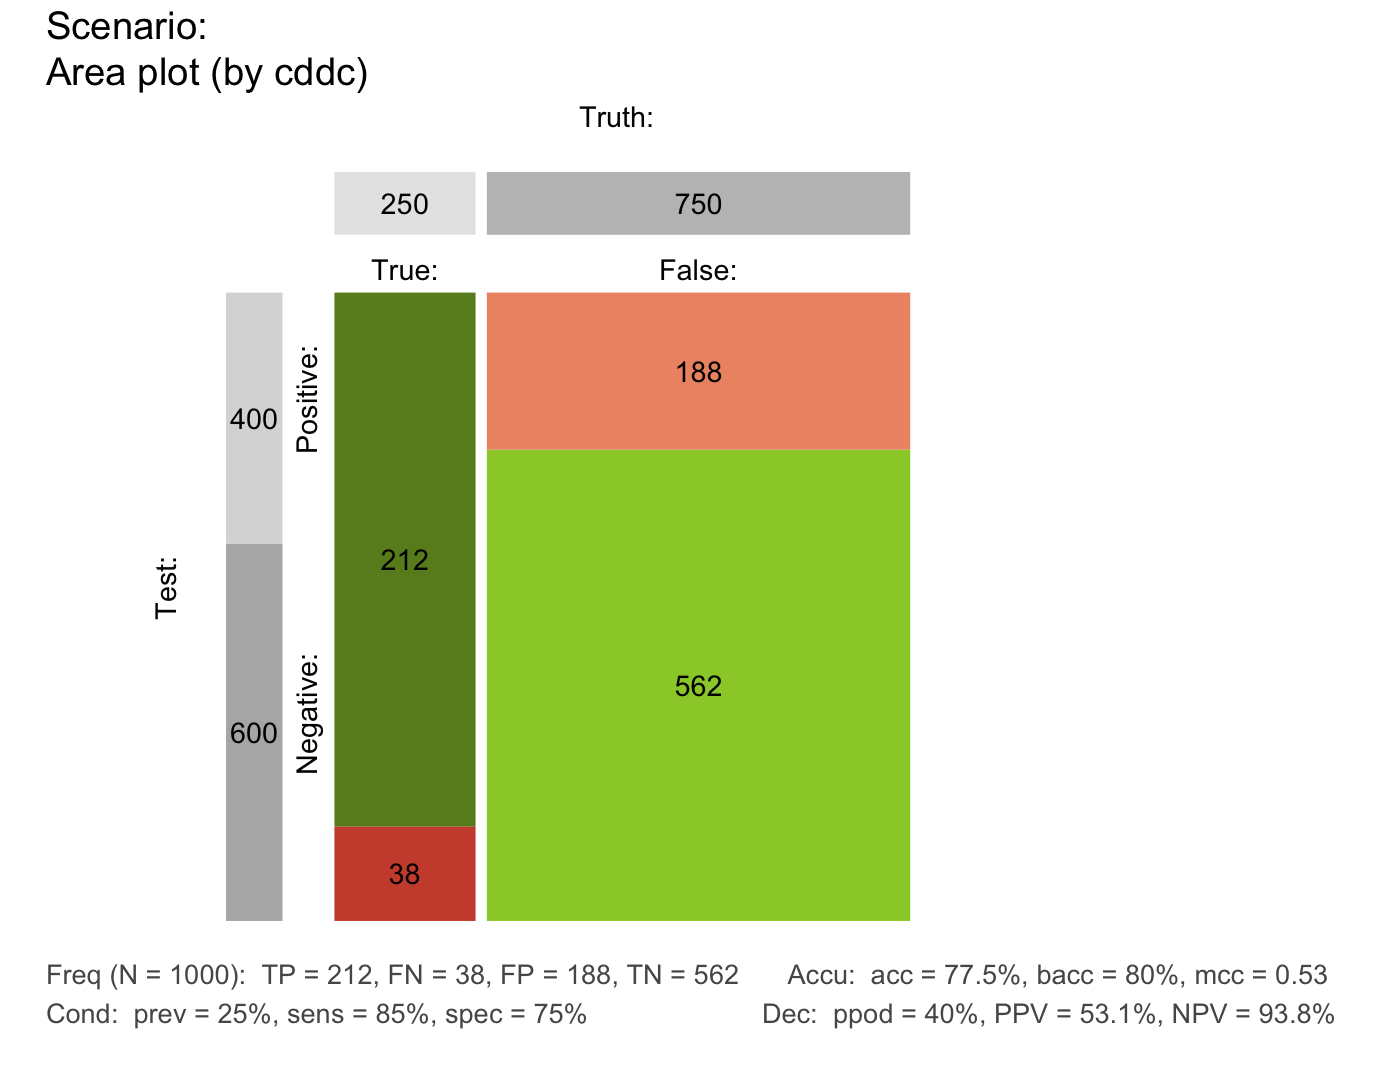 Scenario:
Area plot (by cddc)
Truth:
250 750
True: False:
Positive:
188
400
212
Test:
562
Negative:
600
38
Freq (N = 1000):  TP = 212, FN = 38, FP = 188, TN = 562 Accu:  acc = 77.5%, bacc = 80%, mcc = 0.53
Cond:  prev = 25%, sens = 85%, spec = 75% Dec:  ppod = 40%, PPV = 53.1%, NPV = 93.8%